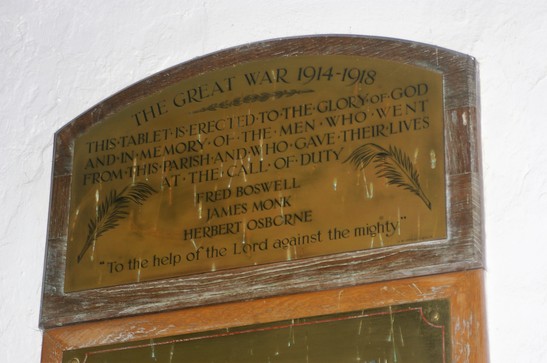 THE GREAT WAR 1914-1918
THIS·TABLET·IS·ERECTED·TO·THE·GLORY·OF·GOD
AND·IN·MEMORY·OF·THE·MEN·WHO·WENT
FROM·THIS·PARISH·AND·WHO·GAVE·THEIR·LIVES
AT·THE·CALL·OF·DUTY
FRED BOSWELL
JAMES MONK
HERBERT OSBORNE
"To the help of the Lord against the mighty"